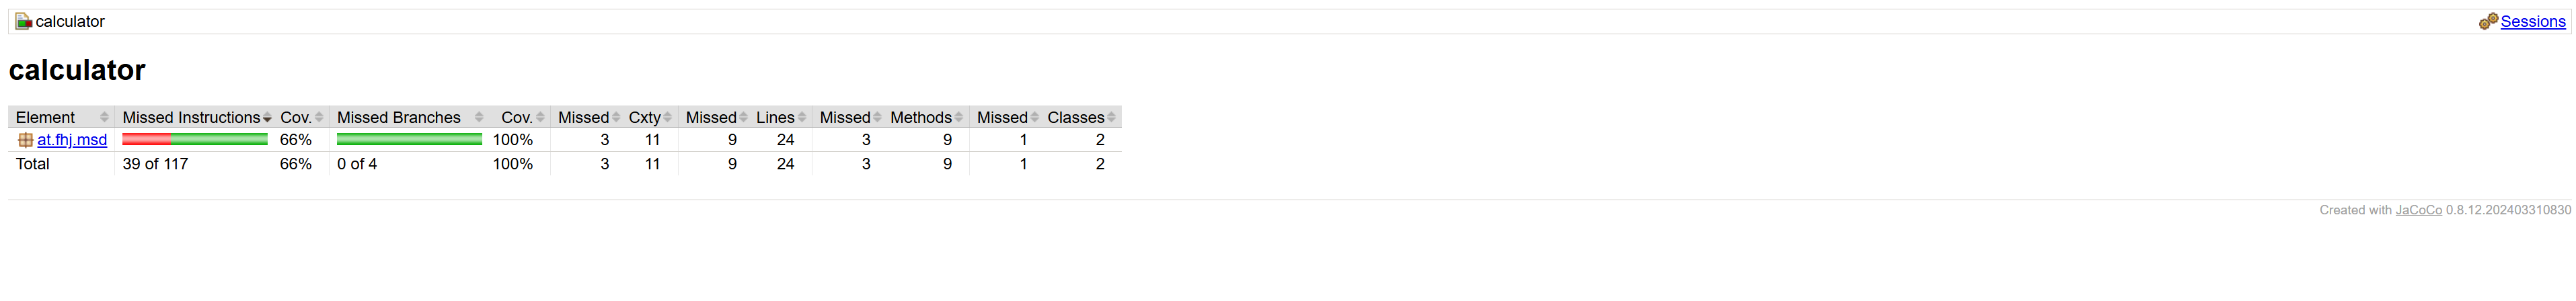 calculator Sessions
calculator
Element Missed Instructions Cov. Missed Branches Cov. Missed Cxty Missed Lines Missed Methods Missed Classes
at.fhj.msd 66% 100% 3 11 9 24 3 9 1 2
Total 39 of 117 66% 0 of 4 100% 3 11 9 24 3 9 1 2
Created with JaCoCo 0.8.12.202403310830